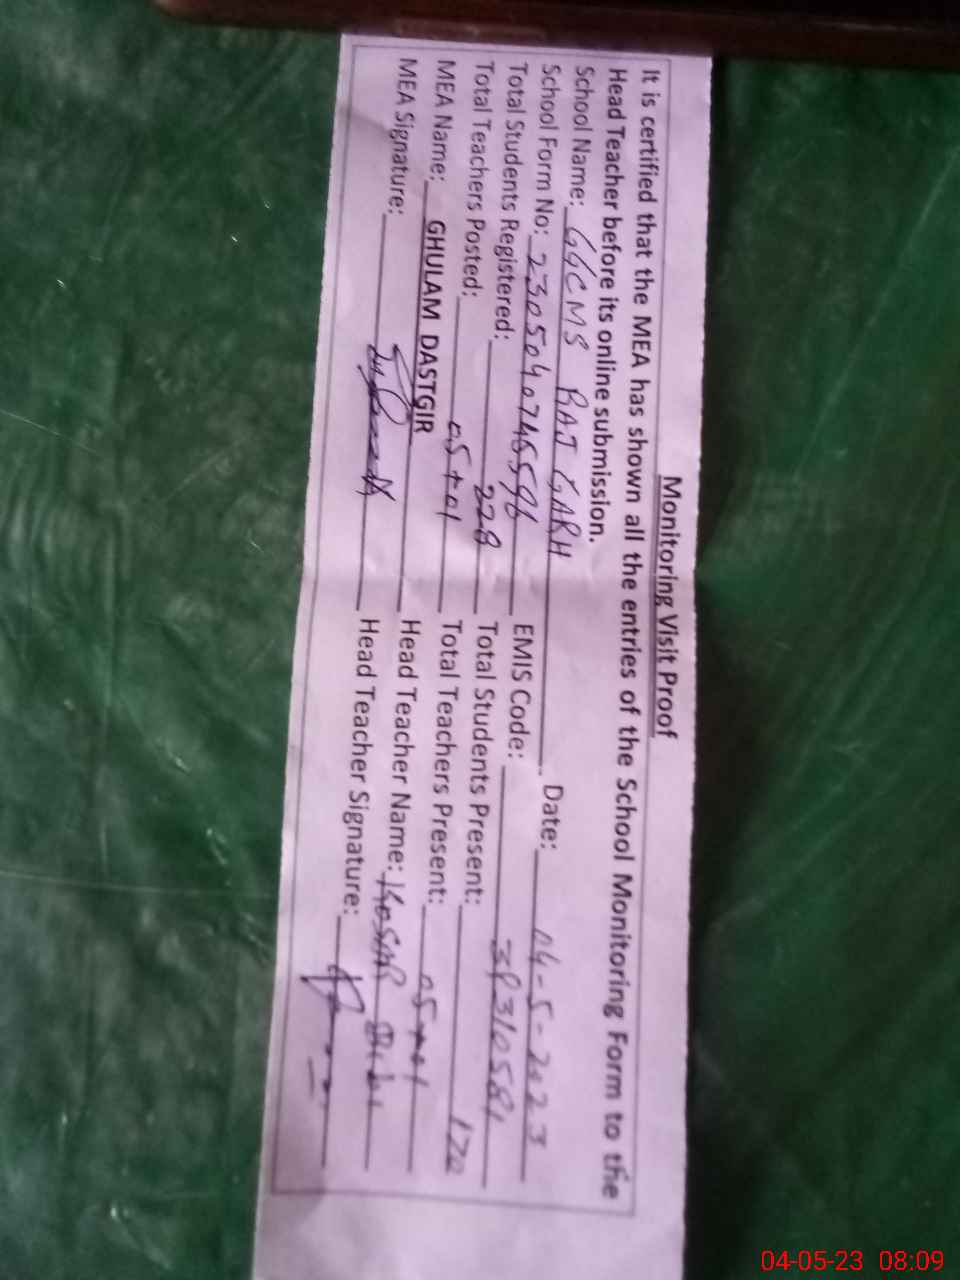 Monitoring Visit Proof
It is certified that the MEA has shown all the entries of the School Monitoring Form to the
Head Teacher before its online submission.
School Name: GGCMS RAJ GARH Date: 04-5-2023
School Form No: 2305040745596 EMIS Code:
Total Students Registered: 228 Total Students Present: 170
Total Teachers Posted: 05+01 Total Teachers Present: 05+01
MEA Name: GHULAM DASTGIR Head Teacher Name: Bibi
MEA Signature: Head Teacher Signature:
04-05-23 08:09